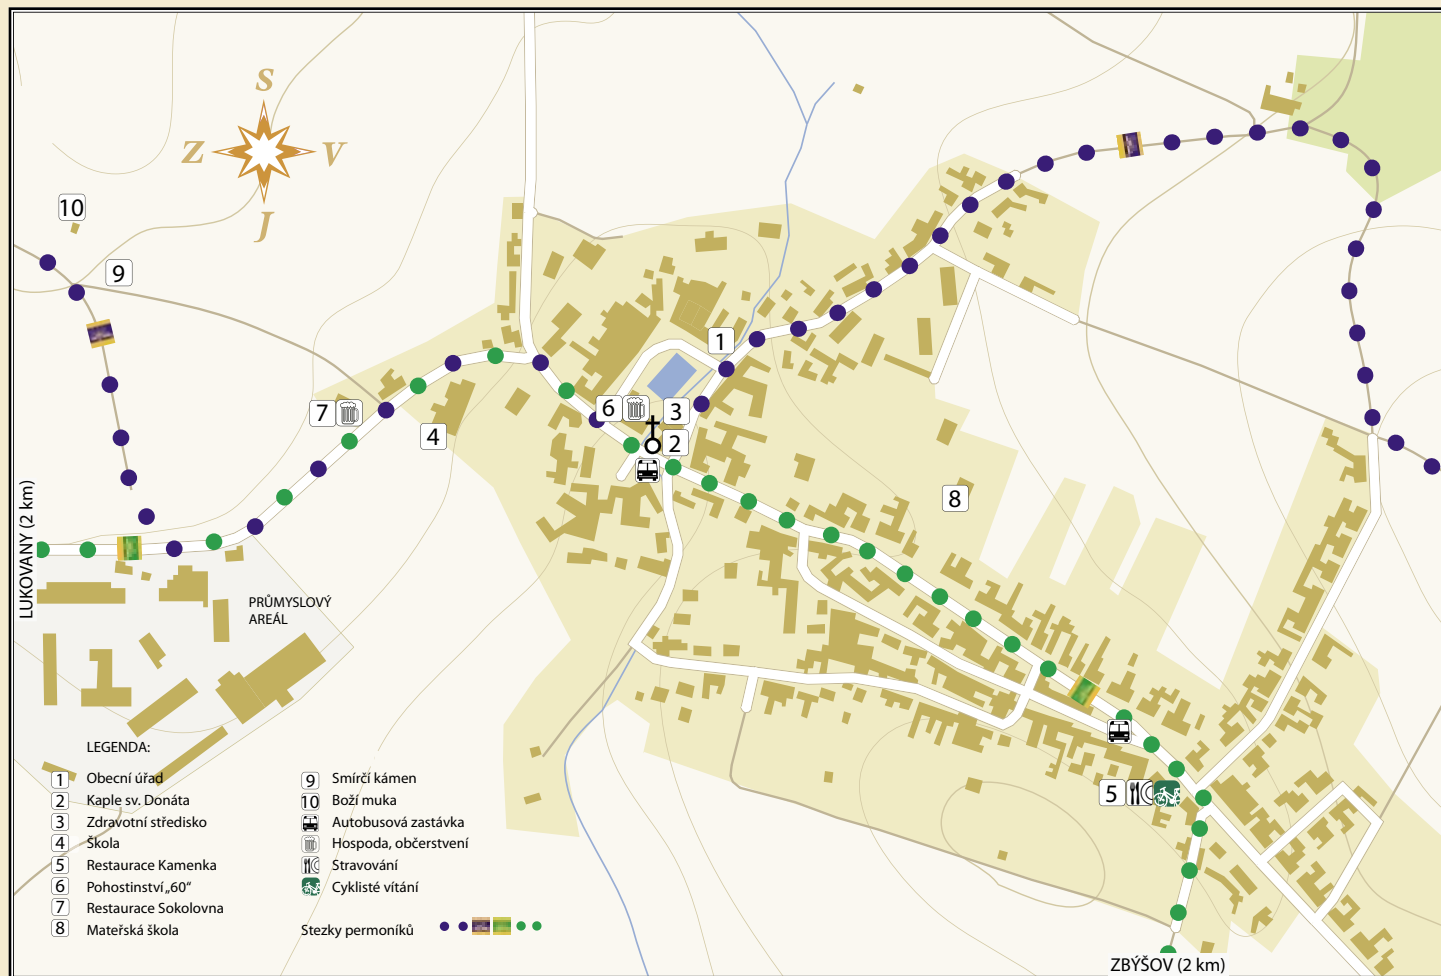 S
Z
V
J
10
9
1
7
6
3
4
2
8
LUKOVANY (2 km)
PRŮMYSLOVÝ
AREÁL
5
LEGENDA:
1 Obecní úřad
2 Kaple sv. Donáta
3 Zdravotní středisko
4 Škola
5 Restaurace Kamenka
6 Pohostinství „60“
7 Restaurace Sokolovna
8 Mateřská škola
9 Smírčí kámen
10 Boží muka
Autobusová zastávka
Hospoda, občerstvení
Stravování
Cyklisté vítání
Stezky permoníků
ZBÝŠOV (2 km)